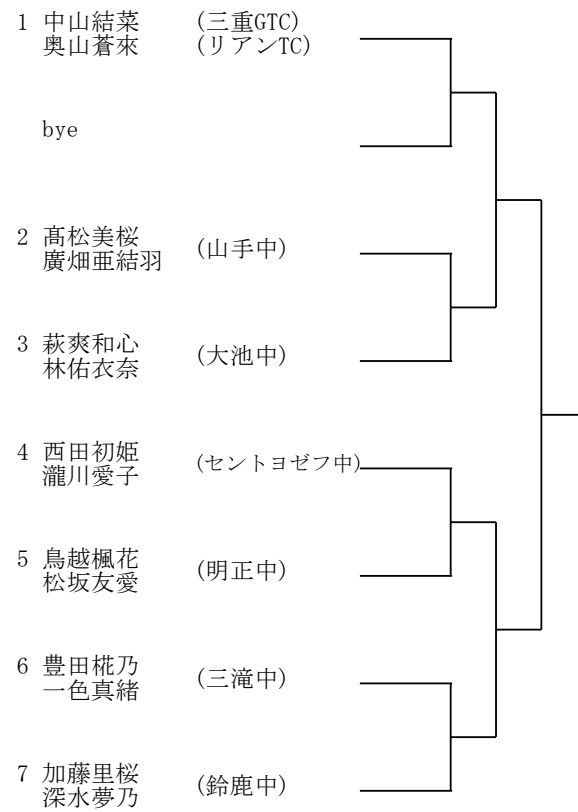 1 中山結菜 (三重GTC)
奥山蒼來 (リアンTC)
bye
2 髙松美桜
廣畑亜結羽 (山手中)
3 萩爽和心
林佑衣奈 (大池中)
4 西田初姫
瀧川愛子 (セントヨゼフ中)
5 鳥越楓花
松坂友愛 (明正中)
6 豊田椛乃
一色真緒 (三滝中)
7 加藤里桜
深水夢乃 (鈴鹿中)